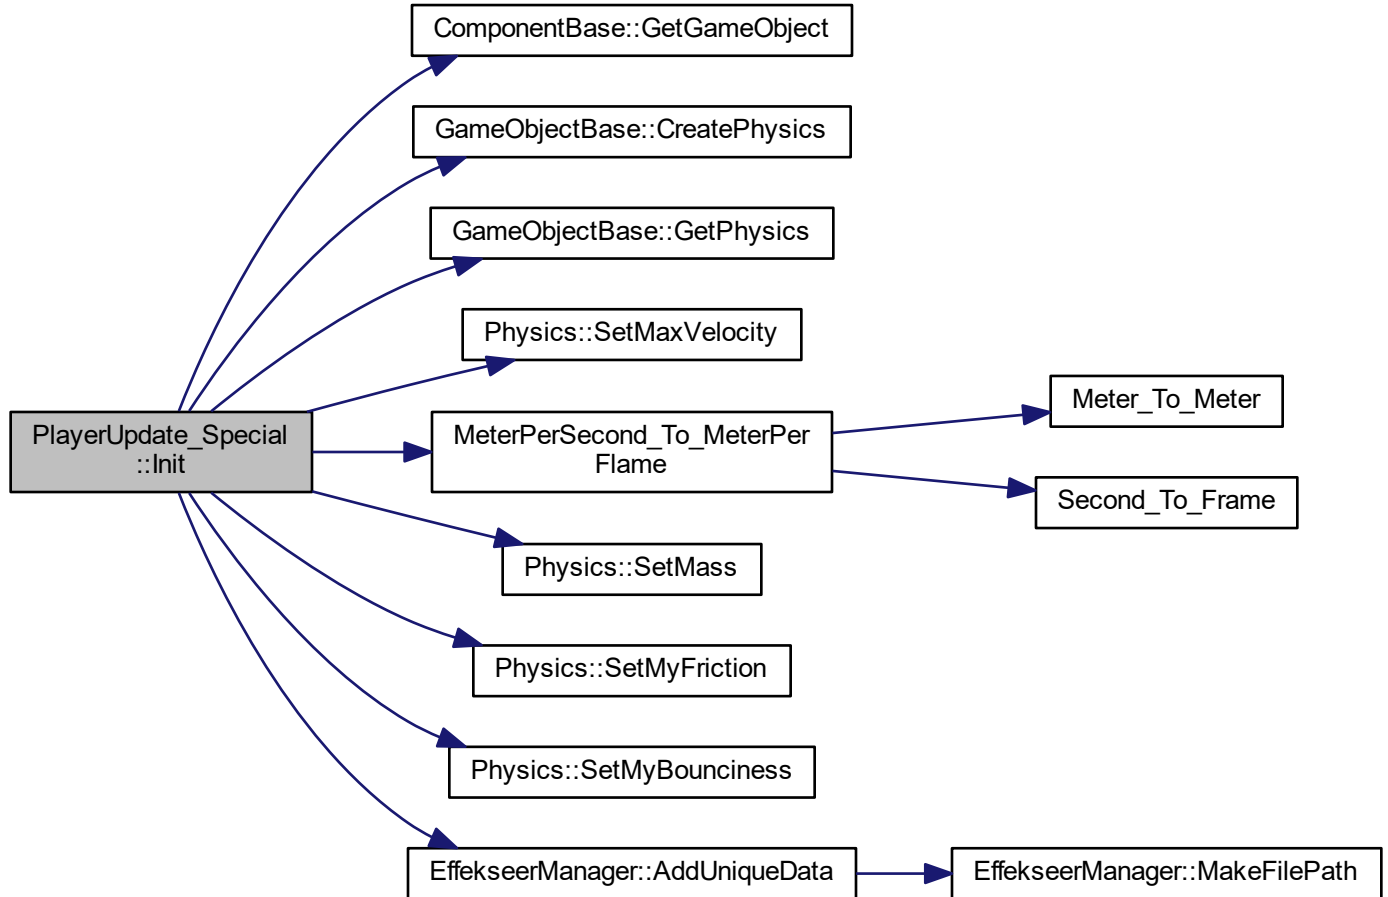 ComponentBase::GetGameObject
GameObjectBase::CreatePhysics
GameObjectBase::GetPhysics
Physics::SetMaxVelocity
PlayerUpdate_Special
::Init
MeterPerSecond_To_MeterPer
Flame
Meter_To_Meter
Second_To_Frame
Physics::SetMass
Physics::SetMyFriction
Physics::SetMyBounciness
EffekseerManager::AddUniqueData
EffekseerManager::MakeFilePath